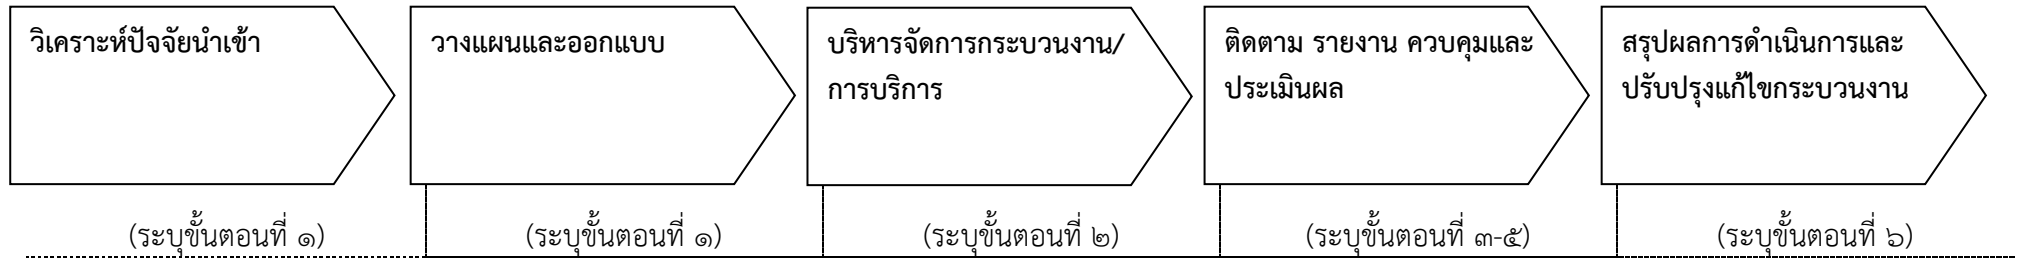 วิเคราะห์ปัจจัยนำเข้า
วางแผนและออกแบบ
บริหารจัดการกระบวนงาน/
การบริการ
ติดตาม รายงาน ควบคุมและ
ประเมินผล
สรุปผลการดำเนินการและ
ปรับปรุงแก้ไขกระบวนงาน
(ระบุขั้นตอนที่ ๑)
(ระบุขั้นตอนที่ ๑)
(ระบุขั้นตอนที่ ๒)
(ระบุขั้นตอนที่ ๓-๕)
(ระบุขั้นตอนที่ ๖)